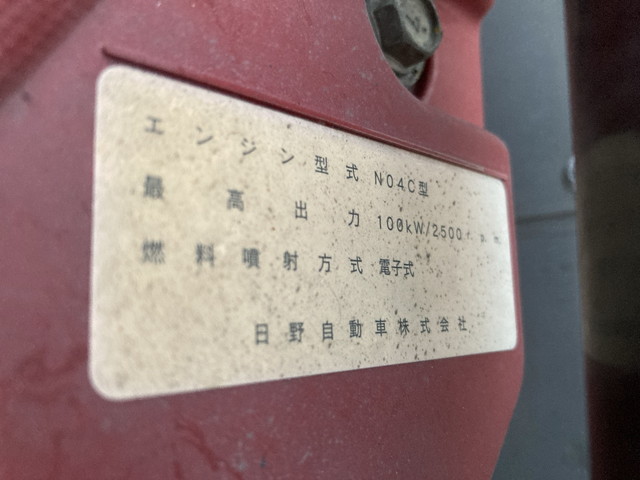 エンジン型式 N04C型
最高出力 100kW/2500r.p.m
燃料噴射方式 電子式
日野自動車株式会社